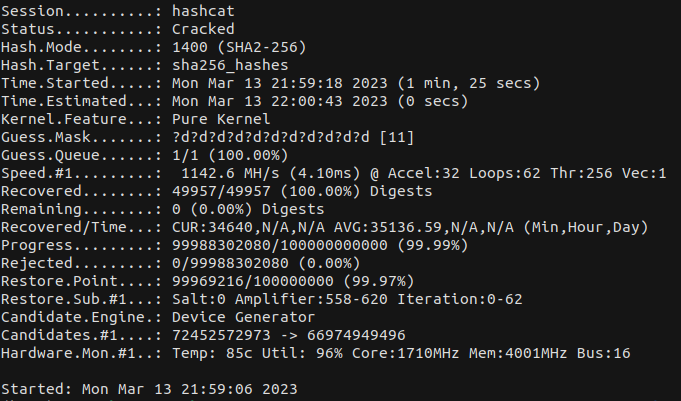 Session..........: hashcat
Status...........: Cracked
Hash.Mode........: 1400 (SHA2-256)
Hash.Target......: sha256_hashes
Time.Started.....: Mon Mar 13 21:59:18 2023 (1 min, 25 secs)
Time.Estimated...: Mon Mar 13 22:00:43 2023 (0 secs)
Kernel.Feature...: Pure Kernel
Guess.Mask.......: ?d?d?d?d?d?d?d?d?d?d?d [11]
Guess.Queue......: 1/1 (100.00%)
Speed.#1.........:  1142.6 MH/s (4.10ms) @ Accel:32 Loops:62 Thr:256 Vec:1
Recovered........: 49957/49957 (100.00%) Digests
Remaining........: 0 (0.00%) Digests
Recovered/Time...: CUR:34640,N/A,N/A AVG:35136.59,N/A,N/A (Min,Hour,Day)
Progress.........: 99988302080/100000000000 (99.99%)
Rejected.........: 0/99988302080 (0.00%)
Restore.Point....: 99969216/100000000 (99.97%)
Restore.Sub.#1...: Salt:0 Amplifier:558-620 Iteration:0-62
Candidate.Engine.: Device Generator
Candidates.#1....: 72452572973 -> 66974949496
Hardware.Mon.#1..: Temp: 85c Util: 96% Core:1710MHz Mem:4001MHz Bus:16
Started: Mon Mar 13 21:59:06 2023